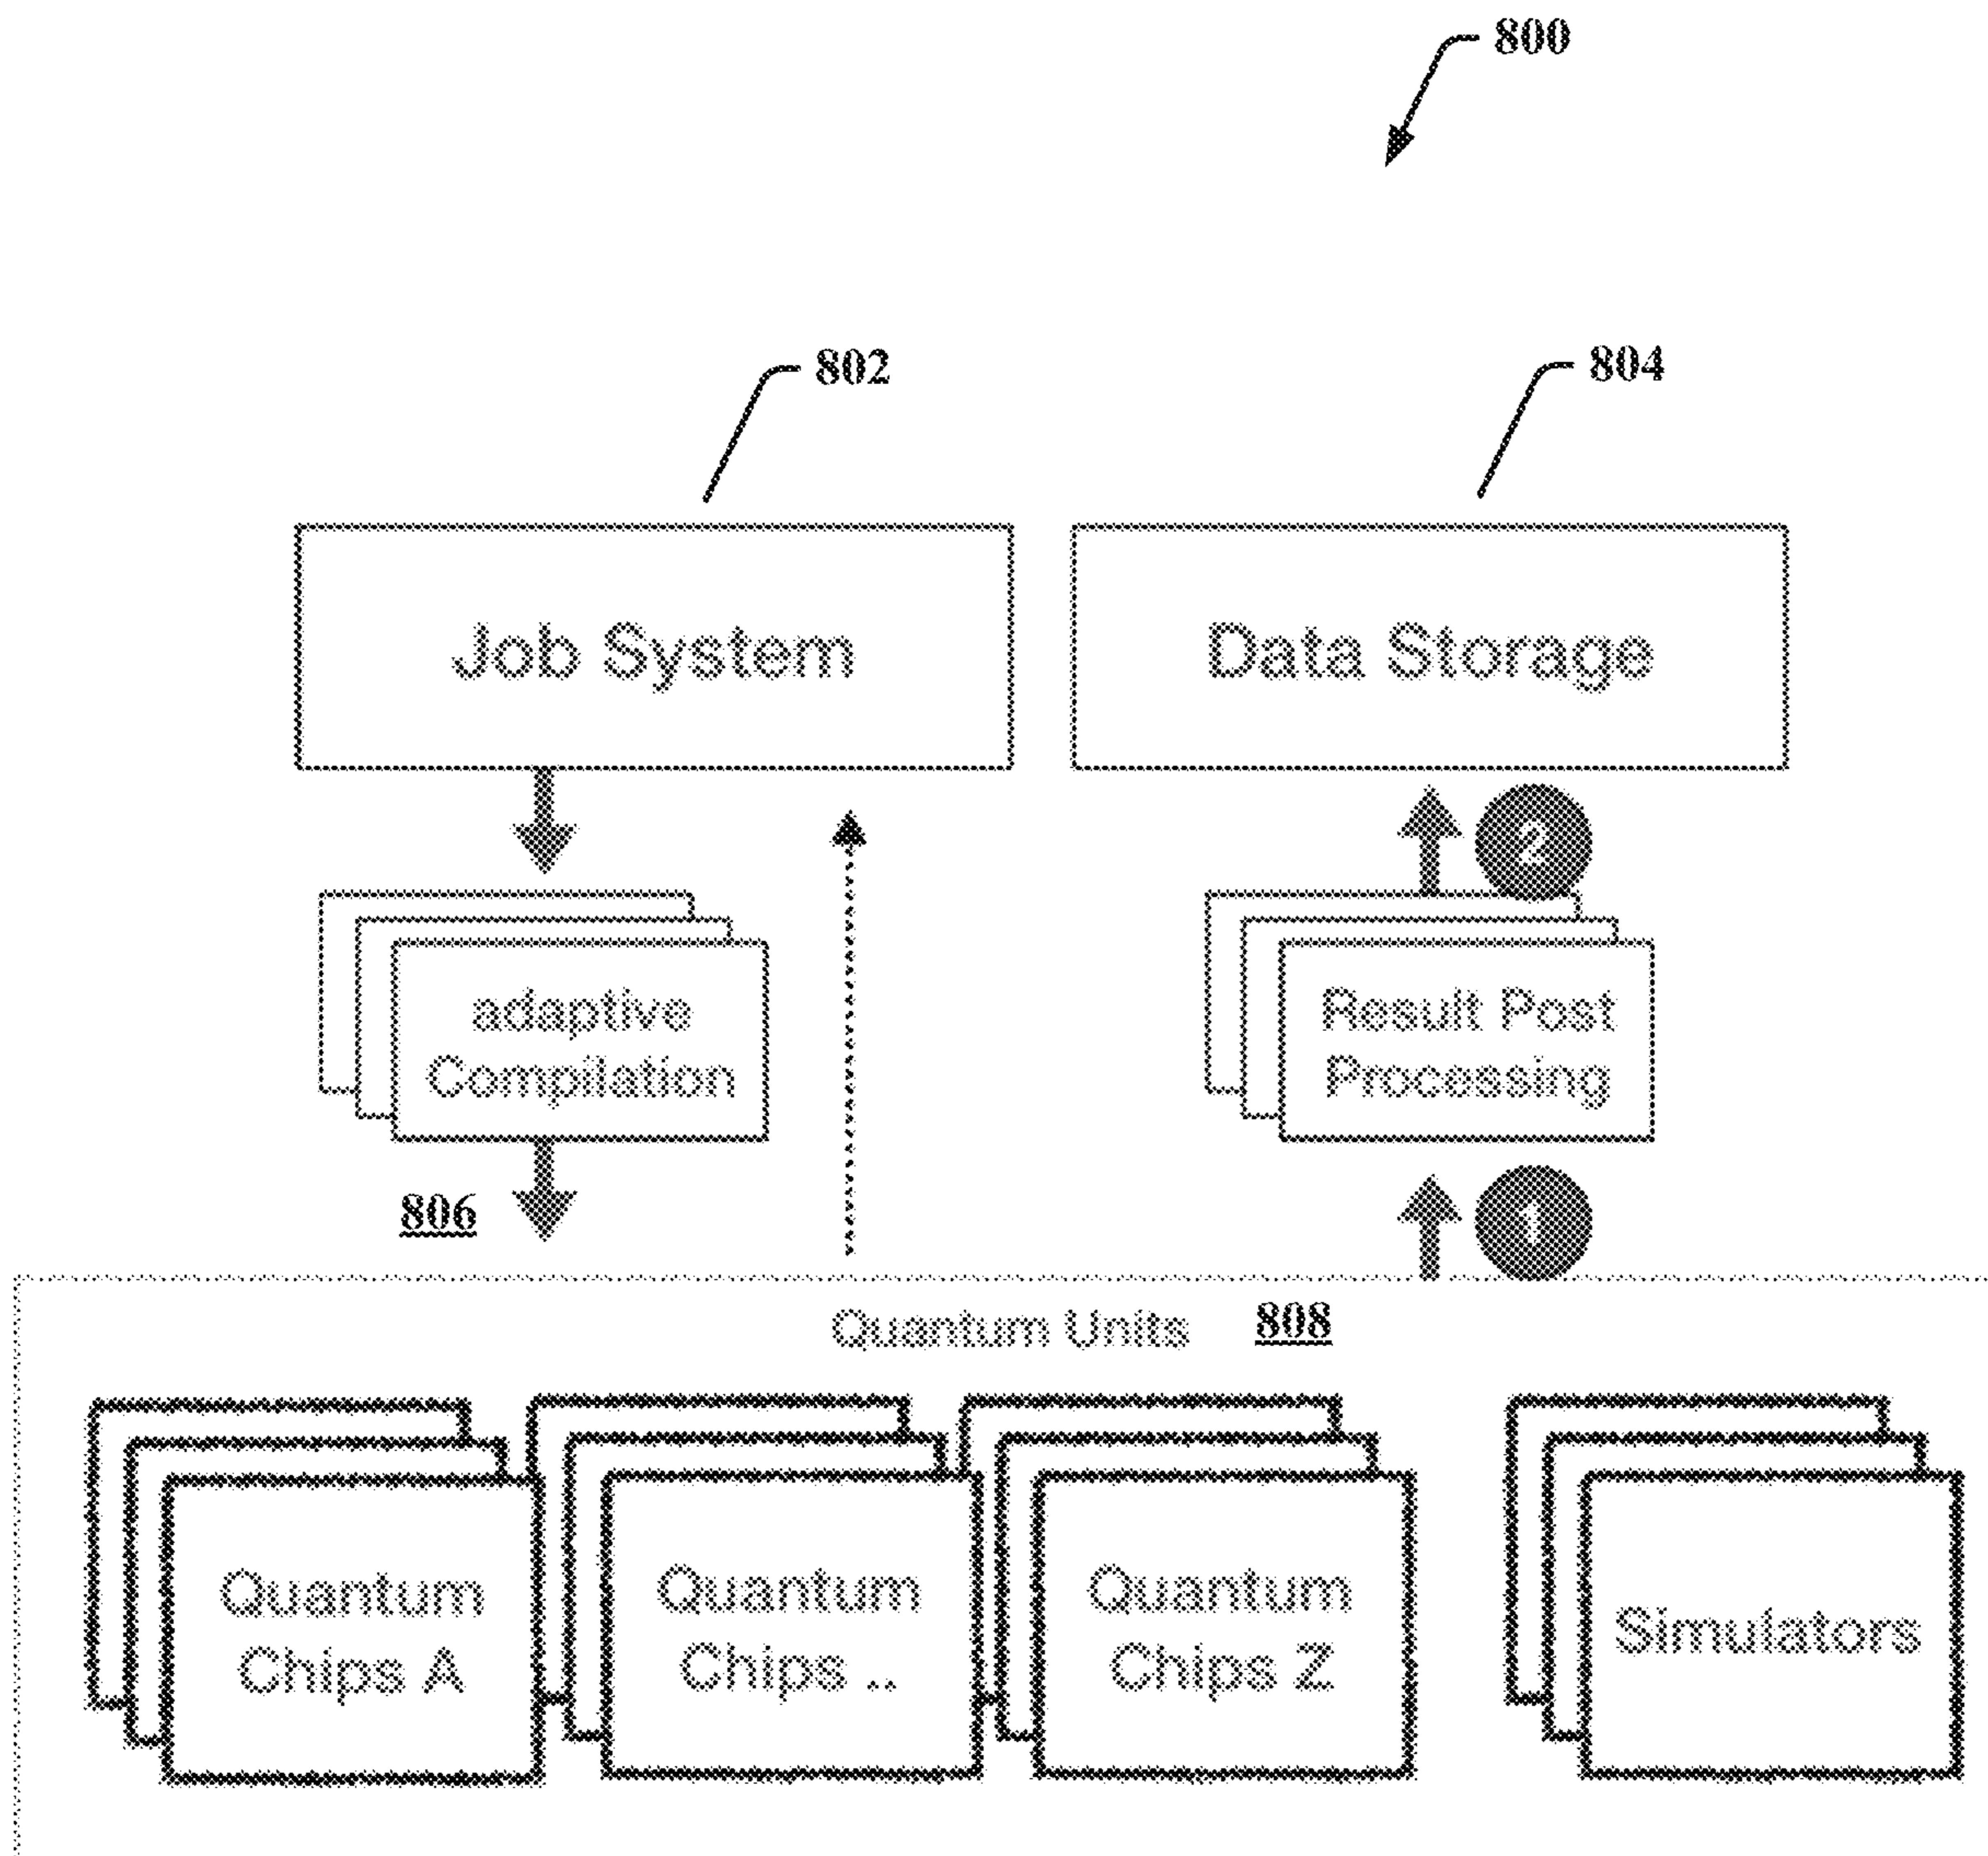 800
802
804
Job System
Data Storage
2
adaptive
Compilation
Result Post
Processing
806
1
Quantum Units 808
Quantum
Chips A
Quantum
Chips ..
Quantum
Chips Z
Simulators